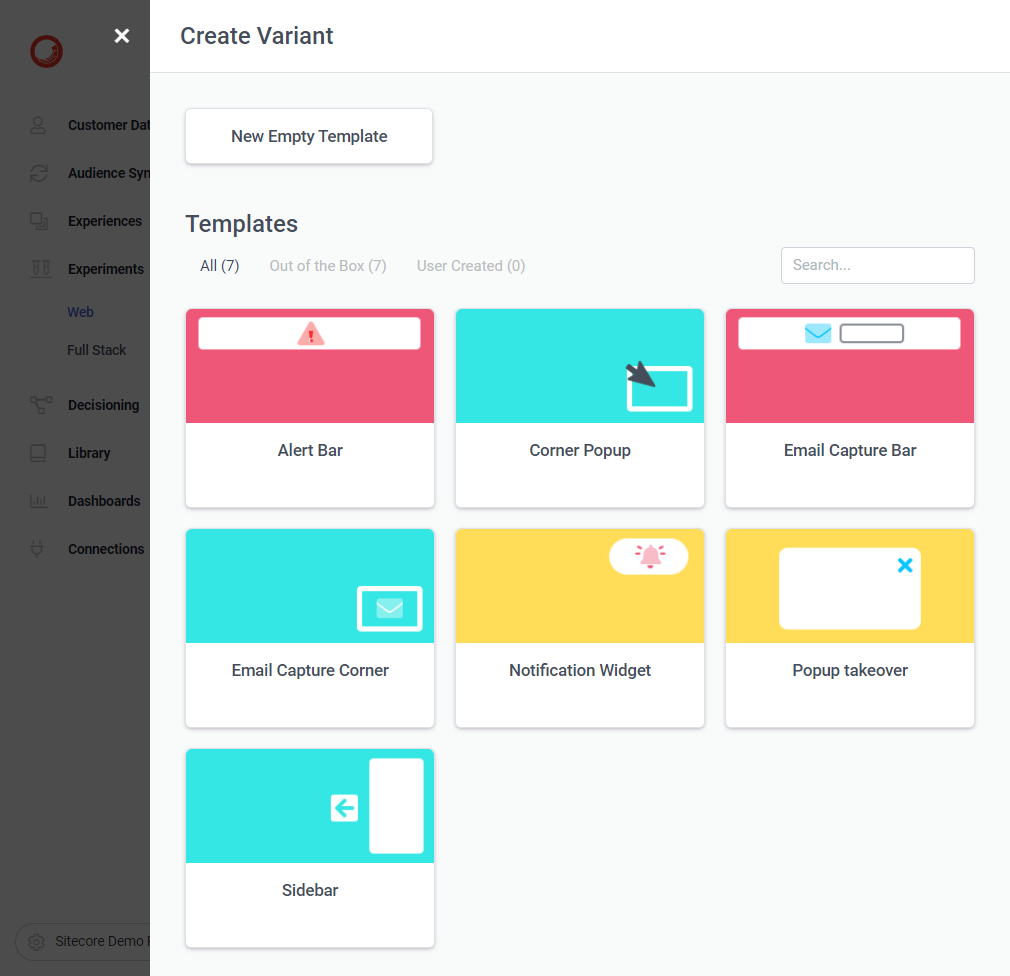 Create Variant
Customer Dat
Audience Syn
Experiences
Experiments
Web
Full Stack
Decisioning
Library
Dashboards
Connections
Sitecore Demo
New Empty Template
Templates
All (7) Out of the Box (7) User Created (0)
Search...
Alert Bar
Corner Popup
Email Capture Bar
Email Capture Corner
Notification Widget
Popup takeover
Sidebar